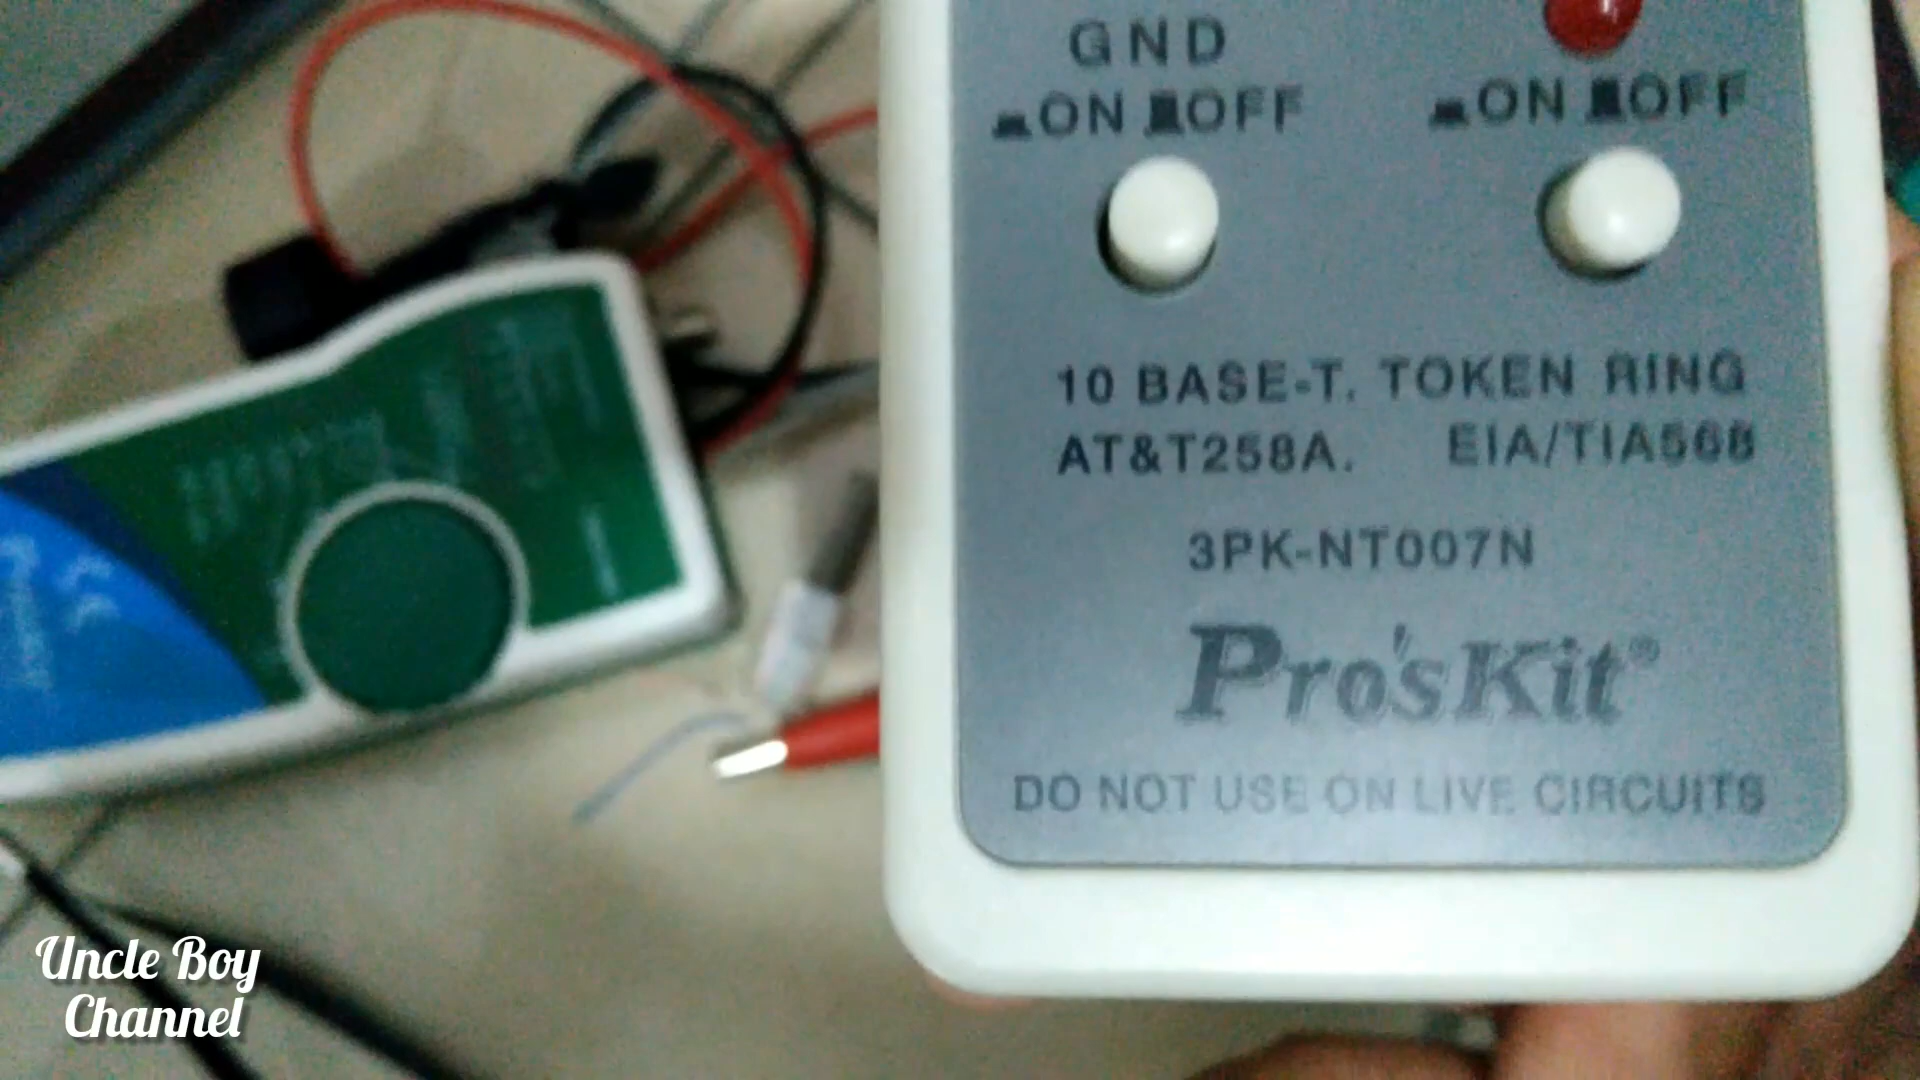 GND
ON OFF
ON OFF
10 BASE-T. TOKEN RING
AT&T258A. EIA/TIA568
3PK-NT007N
Pro'sKit®
DO NOT USE ON LIVE CIRCUITS
Uncle Boy
Channel